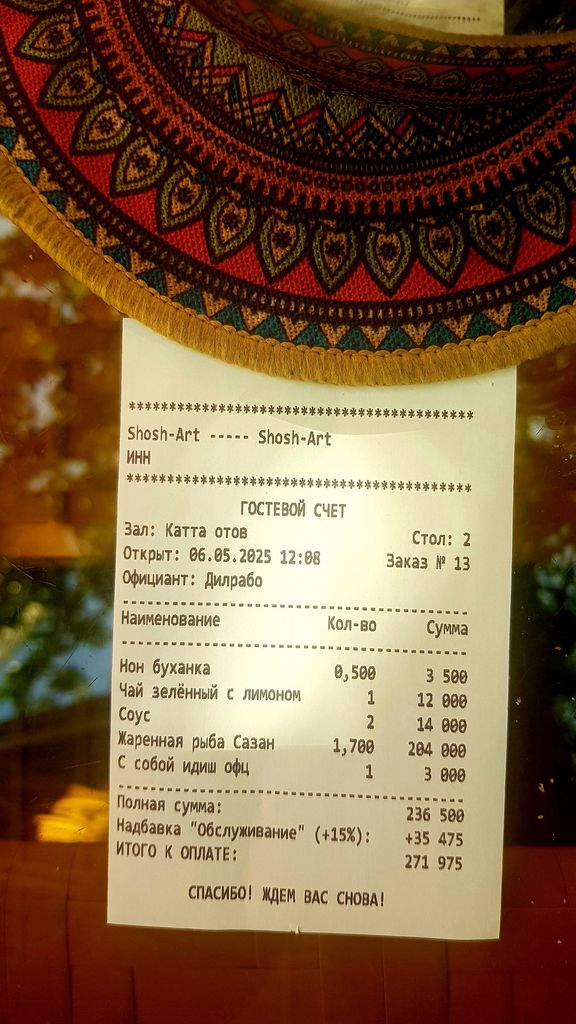 ****************************************
Shosh-Art ----- Shosh-Art
ИНН
****************************************
ГОСТЕВОЙ СЧЕТ
Зал: Катта отов Стол: 2
Открыт: 06.05.2025 12:08 Заказ № 13
Официант: Дилрабо
----------------------------------------
Наименование Кол-во Сумма
----------------------------------------
Нон буханка 0,500 3 500
Чай зелённый с лимоном 1 12 000
Соус 2 14 000
Жаренная рыба Сазан 1,700 204 000
С собой идиш офц 1 3 000
----------------------------------------
Полная сумма: 236 500
Надбавка "Обслуживание" (+15%): +35 475
ИТОГО К ОПЛАТЕ: 271 975
СПАСИБО! ЖДЕМ ВАС СНОВА!